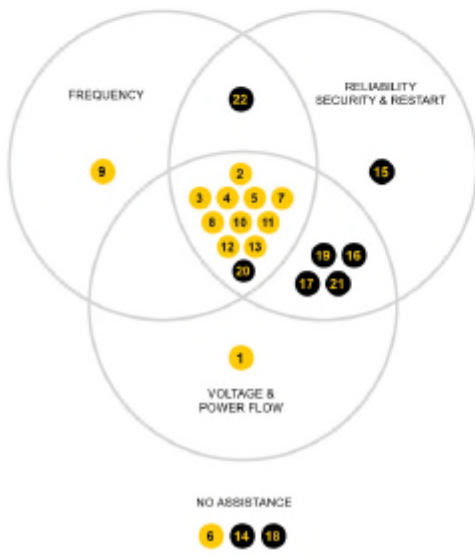 FREQUENCY
RELIABILITY
SECURITY & RESTART
22
9
15
2
3 4 5 7
8 10 11
12 13
20
19 16
17 21
1
VOLTAGE &
POWER FLOW
NO ASSISTANCE
6 14 18